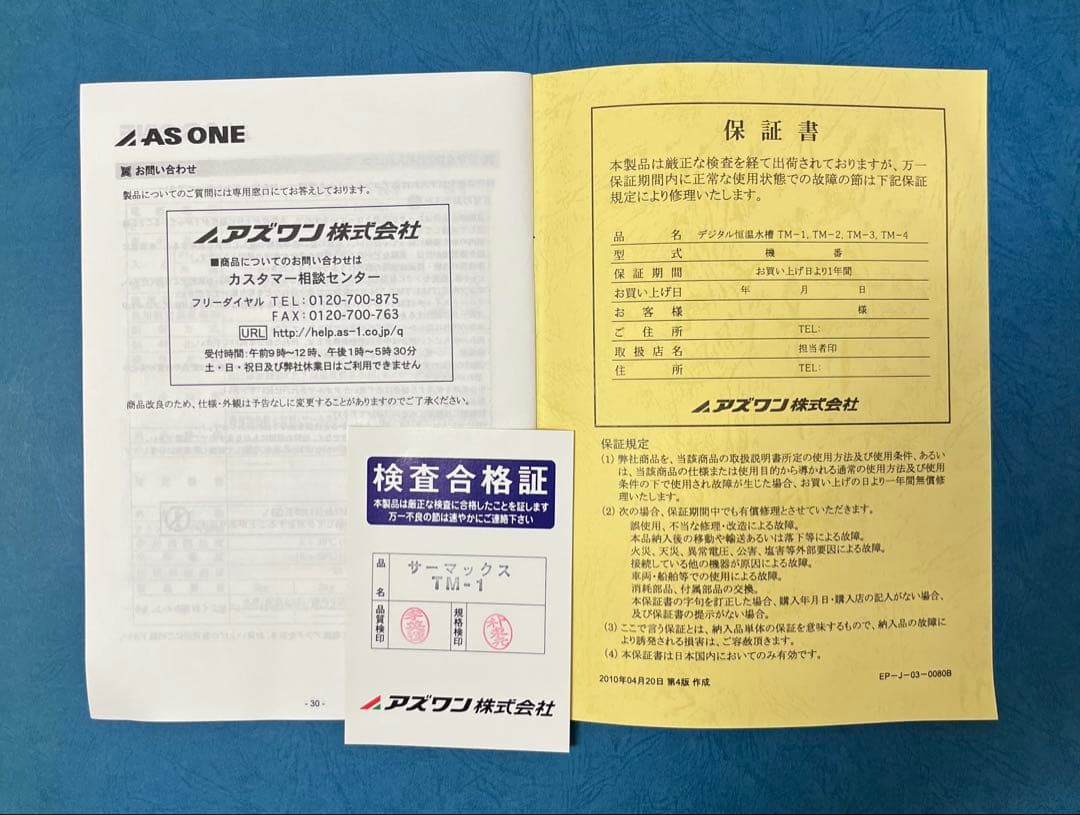 AS ONE
お問い合わせ
製品についてのご質問には専用窓口にてお答えしております。
アズワン株式会社
■商品についてのお問い合わせは
カスタマー相談センター
フリーダイヤル TEL:0120-700-875
FAX:0120-700-763
URL http://help.as-1.co.jp/q
受付時間:午前9時~12時、午後1時~5時30分
土・日・祝日及び弊社休業日はご利用できません
商品改良のため、仕様・外観は予告なしに変更することがありますのでご了承ください。
- 30 -
検査合格証
本製品は厳正な検査に合格したことを証します
万一不良の節は速やかにご連絡下さい
品名 サーマックス
TM-1
品質検印 規格検印
アズワン株式会社
保証書
本製品は厳正な検査を経て出荷されておりますが、万一
保証期間内に正常な使用状態での故障の節は下記保証
規定により修理いたします。
品名 デジタル恒温水槽 TM-1, TM-2, TM-3, TM-4
型式 機番
保証期間 お買い上げ日より1年間
お買い上げ日 年 月 日
お客様 様
ご住所 TEL:
取扱店名 担当者印
住所 TEL:
アズワン株式会社
保証規定
(1) 弊社商品を、当該商品の取扱説明書所定の使用方法及び使用条件、あるい
は、当該商品の仕様または使用目的から導かれる通常の使用方法及び使用
条件の下で使用され故障が生じた場合、お買い上げの日より一年間無償修
理いたします。
(2) 次の場合、保証期間中でも有償修理とさせていただきます。
誤使用、不当な修理・改造による故障。
本品納入後の移動や輸送あるいは落下等による故障。
火災、天災、異常電圧、公害、塩害等外部要因による故障。
接続している他の機器が原因による故障。
車両・船舶等での使用による故障。
消耗部品、付属部品の交換。
本保証書の字句を訂正した場合、購入年月日・購入店の記入がない場合、
及び保証書の提示がない場合。
(3) ここで言う保証とは、納入品単体の保証を意味するもので、納入品の故障に
より誘発される損害は、ご容赦頂きます。
(4) 本保証書は日本国内においてのみ有効です。
2010年04月20日 第4版 作成
EP-J-03-0080B